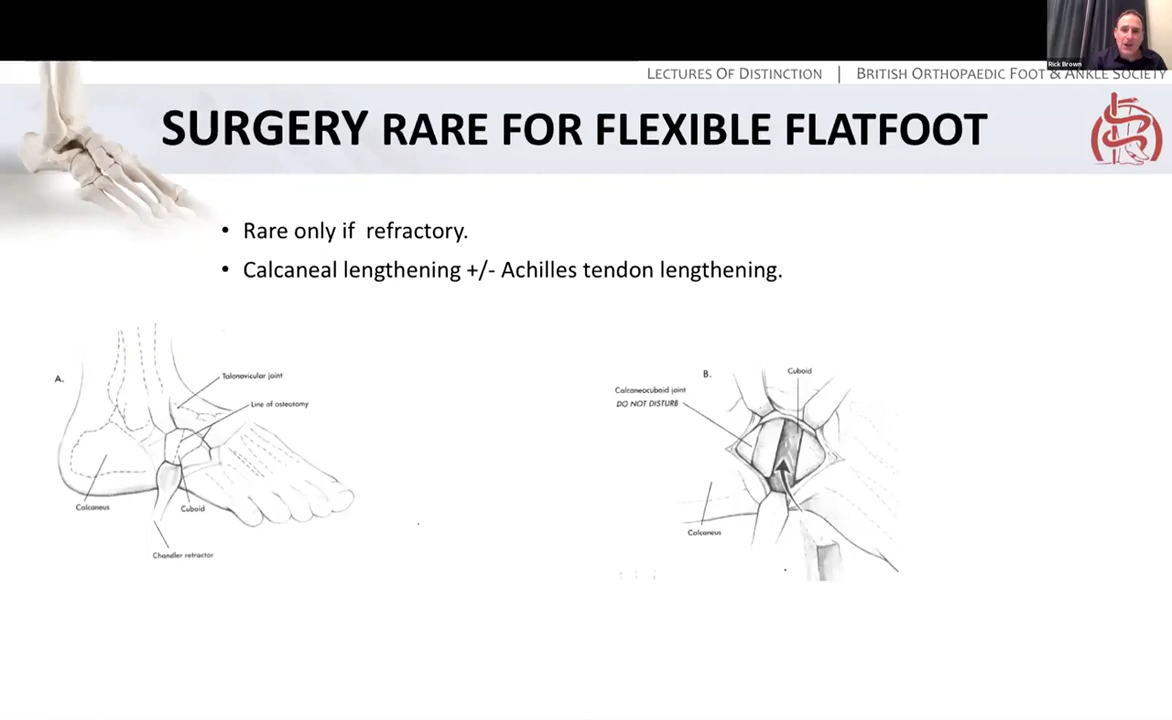 Rick Brown
LECTURES OF DISTINCTION | BRITISH ORTHOPAEDIC FOOT & ANKLE SOCIETY
SURGERY RARE FOR FLEXIBLE FLATFOOT
• Rare only if refractory.
• Calcaneal lengthening +/- Achilles tendon lengthening.
A.
Talonavicular joint
Line of osteotomy
Calcaneus
Cuboid
Chandler retractor
B.
Cuboid
Calcaneocuboid joint
DO NOT DISTURB
Calcaneus